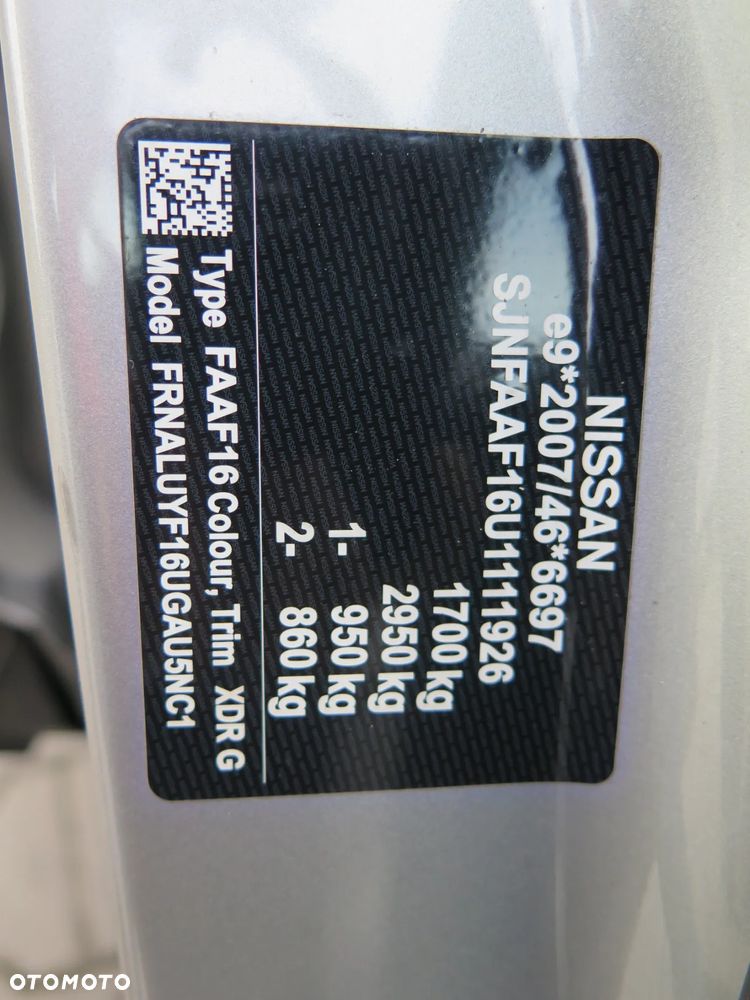 NISSAN
e9*2007/46*6697
SJNFAAF16U1111926
1700 kg
2950 kg
1- 950 kg
2- 860 kg
Type FAAF16 Colour, Trim XDR G
Model FRNALUYF16UGAU5NC1
OTOMOTO